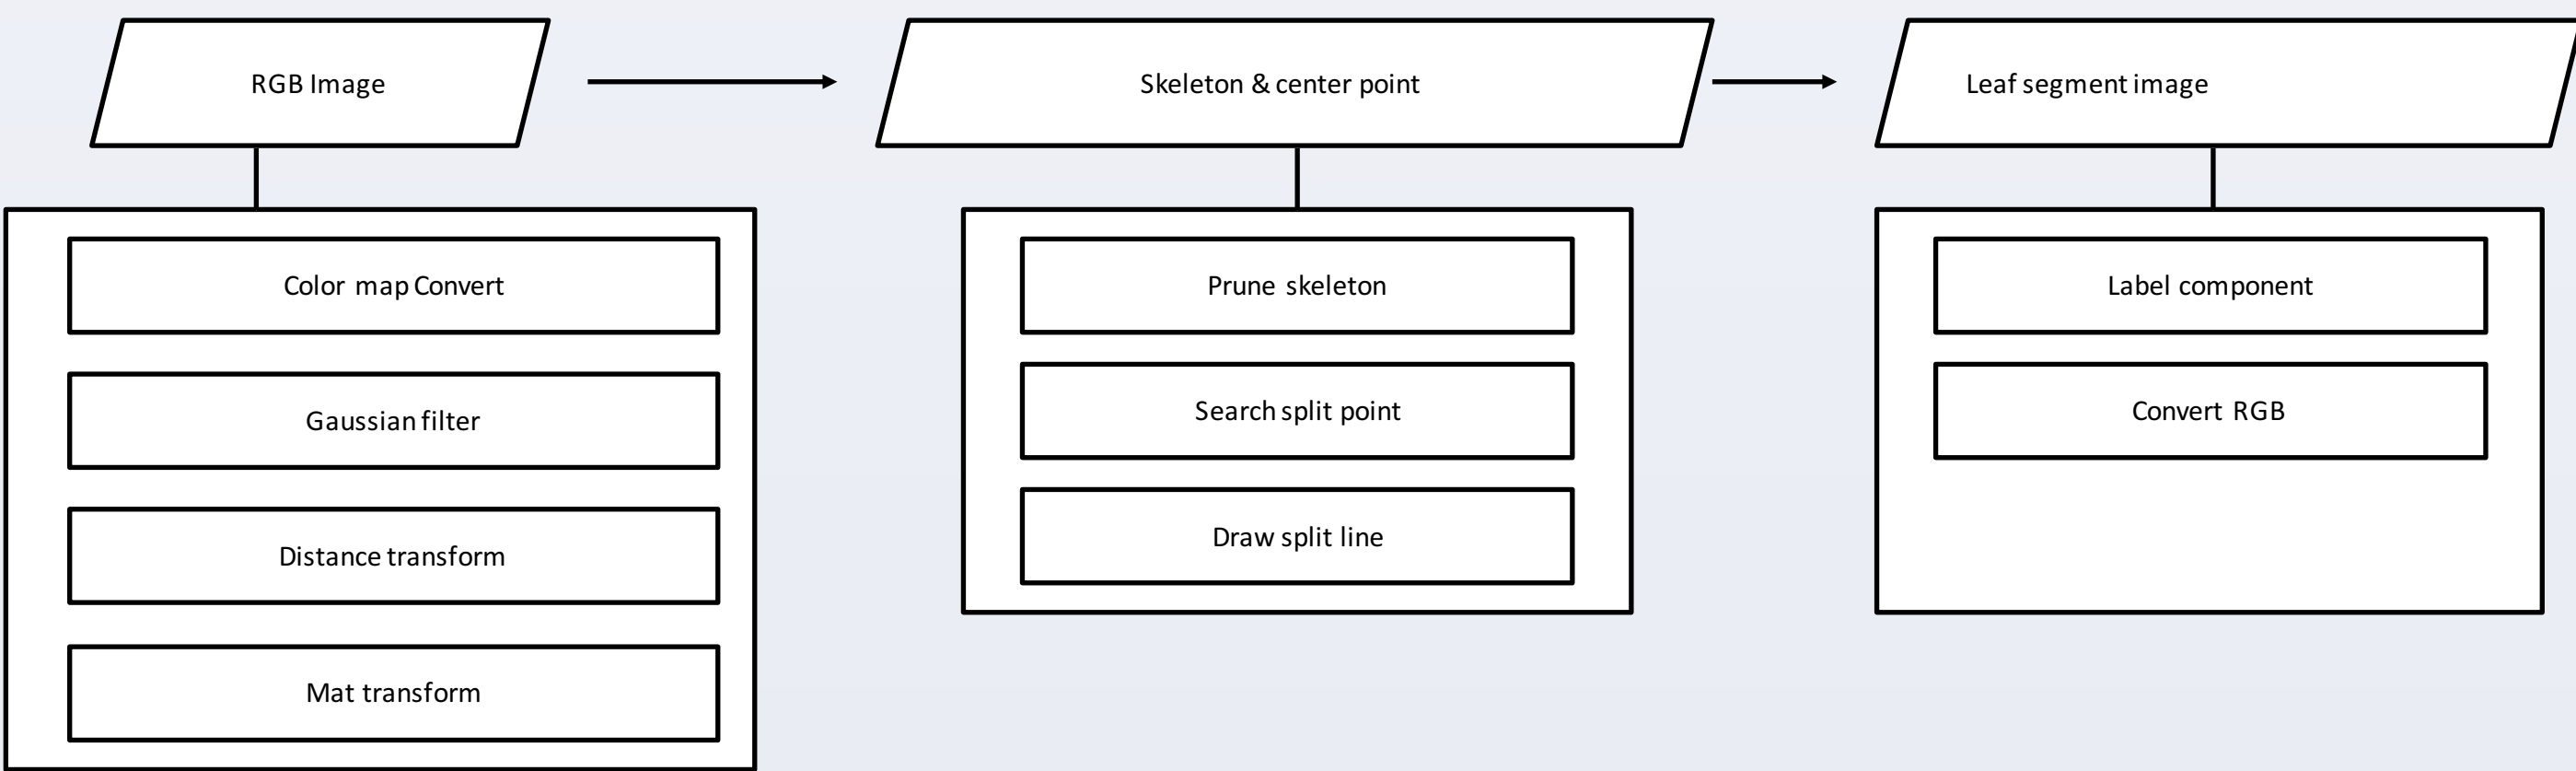 RGB Image
Skeleton & center point
Leaf segment image
Color map Convert
Gaussian filter
Distance transform
Mat transform
Prune skeleton
Search split point
Draw split line
Label component
Convert RGB